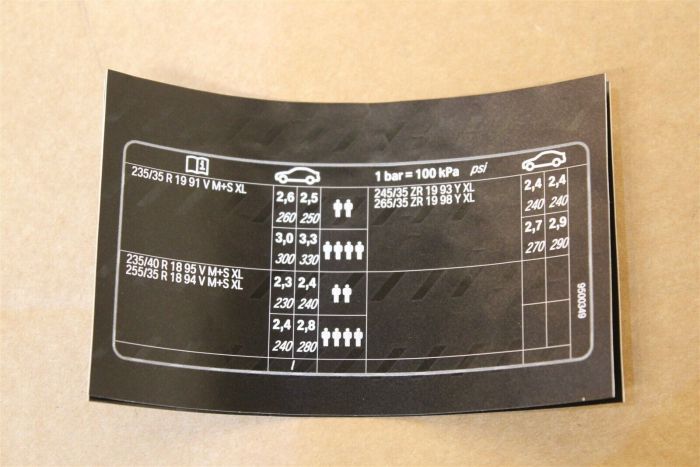 1 bar = 100 kPa psi
235/35 R 19 91 V M+S XL
2,6 2,5
260 250
3,0 3,3
300 330
235/40 R 18 95 V M+S XL
255/35 R 18 94 V M+S XL
2,3 2,4
230 240
2,4 2,8
240 280
245/35 ZR 19 93 Y XL
265/35 ZR 19 98 Y XL
2,4 2,4
240 240
2,7 2,9
270 290
9500349